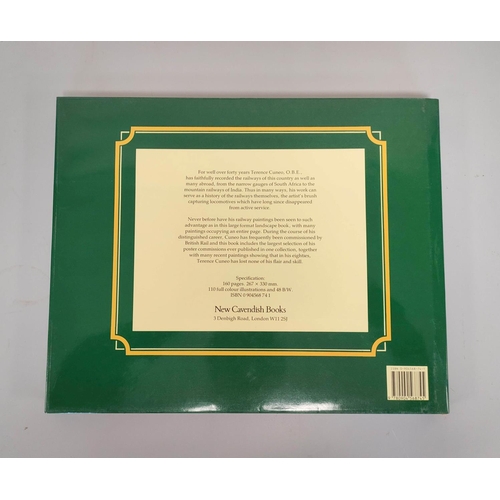 For well over forty years Terence Cuneo, O.B.E.,
has faithfully recorded the railways of this country as well as
many abroad, from the narrow gauges of South Africa to the
mountain railways of India. Thus in many ways, his work can
serve as a history of the railways themselves, the artist's brush
capturing locomotives which have long since disappeared
from active service.
Never before have his railway paintings been seen to such
advantage as in this large format landscape book, with many
paintings occupying an entire page. During the course of his
distinguished career, Cuneo has frequently been commissioned by
British Rail and this book includes the largest selection of his
poster commissions ever published in one collection, together
with many recent paintings showing that in his eighties,
Terence Cuneo has lost none of his flair and skill.
Specification:
160 pages. 267 × 330 mm.
110 full colour illustrations and 48 B/W.
ISBN 0 904568 74 1
New Cavendish Books
3 Denbigh Road, London W11 2SJ